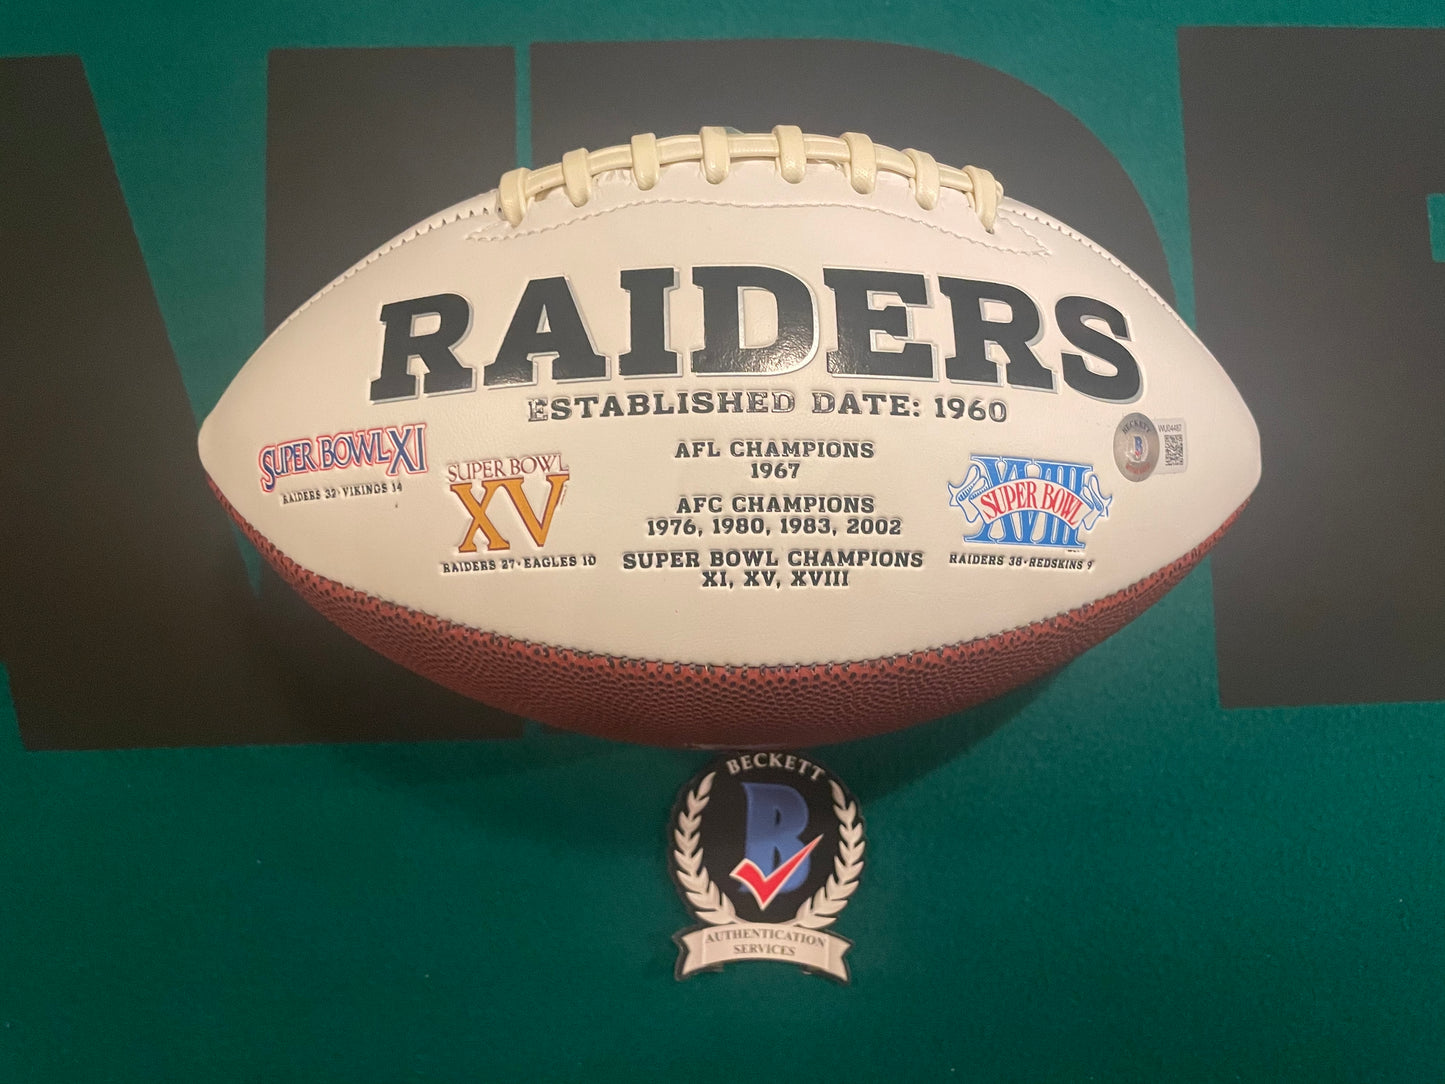 RAIDERS
ESTABLISHED DATE: 1960
SUPER BOWL XI
RAIDERS 32·VIKINGS 14
SUPER BOWL
XV
RAIDERS 27·EAGLES 10
AFL CHAMPIONS
1967
AFC CHAMPIONS
1976, 1980, 1983, 2002
SUPER BOWL CHAMPIONS
XI, XV, XVIII
XVIII
SUPER BOWL
RAIDERS 38·REDSKINS 9
BECKETT
B
WU04487
BECKETT
B
AUTHENTICATION
SERVICES